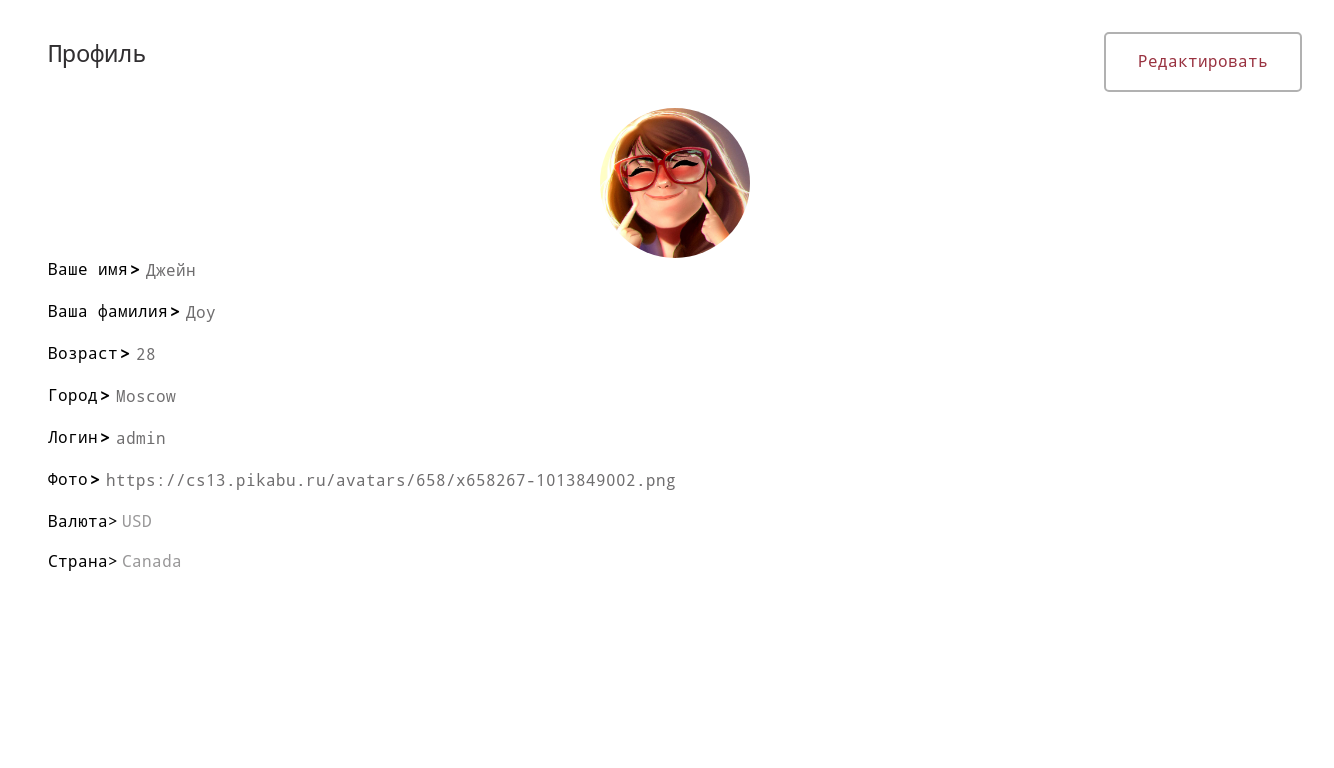 Профиль
Редактировать
Ваше имя> Джейн
Ваша фамилия> Доу
Возраст> 28
Город> Moscow
Логин> admin
Фото> https://cs13.pikabu.ru/avatars/658/x658267-1013849002.png
Валюта> USD
Страна> Canada